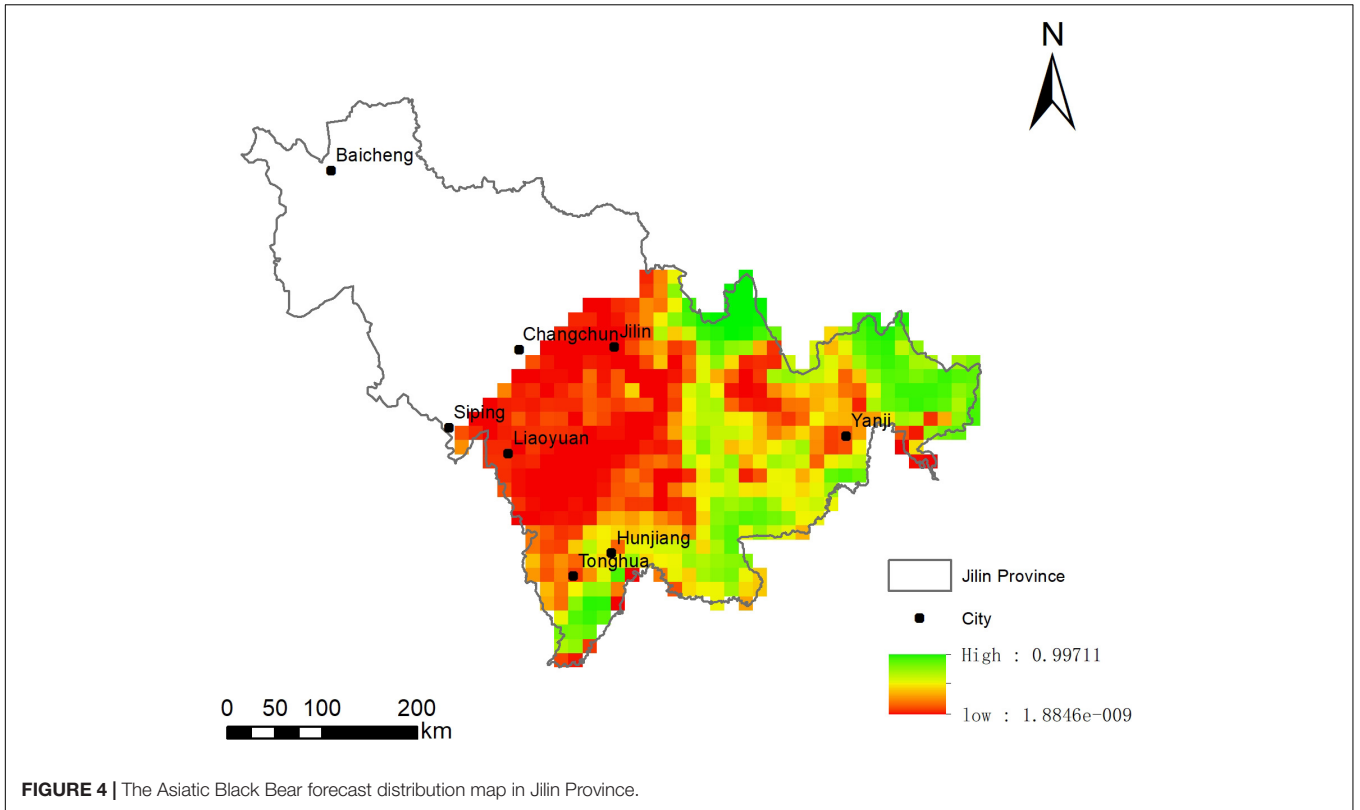 N
Baicheng
Changchun
Jilin
Siping
Liaoyuan
Yanji
Hunjiang
Tonghua
Jilin Province
City
High : 0.99711
low : 1.8846e-009
0 50 100 200
km
FIGURE 4 | The Asiatic Black Bear forecast distribution map in Jilin Province.